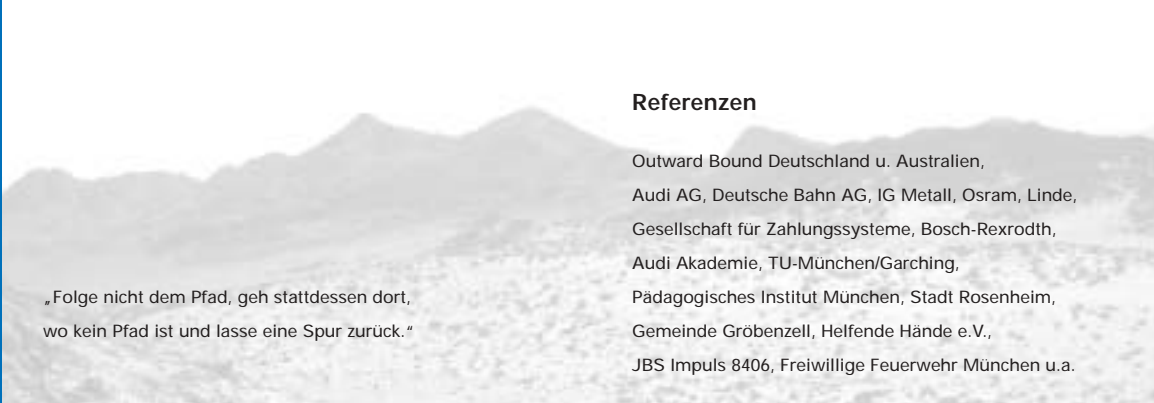 Referenzen
Outward Bound Deutschland u. Australien,
Audi AG, Deutsche Bahn AG, IG Metall, Osram, Linde,
Gesellschaft für Zahlungssysteme, Bosch-Rexrodth,
Audi Akademie, TU-München/Garching,
Pädagogisches Institut München, Stadt Rosenheim,
Gemeinde Gröbenzell, Helfende Hände e.V.,
JBS Impuls 8406, Freiwillige Feuerwehr München u.a.
„Folge nicht dem Pfad, geh stattdessen dort,
wo kein Pfad ist und lasse eine Spur zurück.“